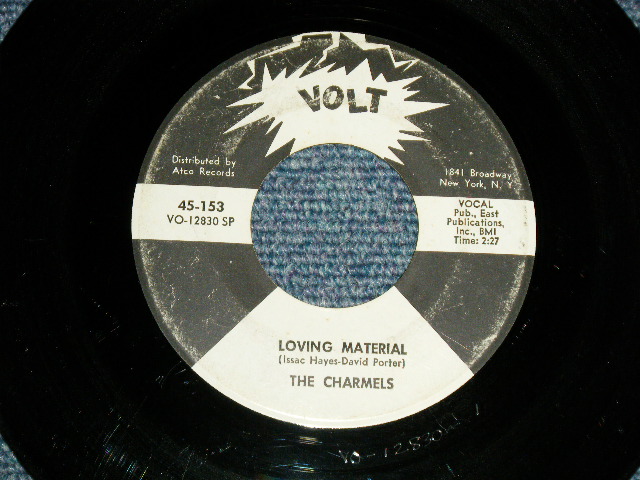 VOLT
Distributed by
Atco Records
1841 Broadway
New York, N. Y
45-153
VO-12830 SP
VOCAL
Pub., East
Publications,
Inc., BMI
Time: 2:27
LOVING MATERIAL
(Issac Hayes-David Porter)
THE CHARMELS